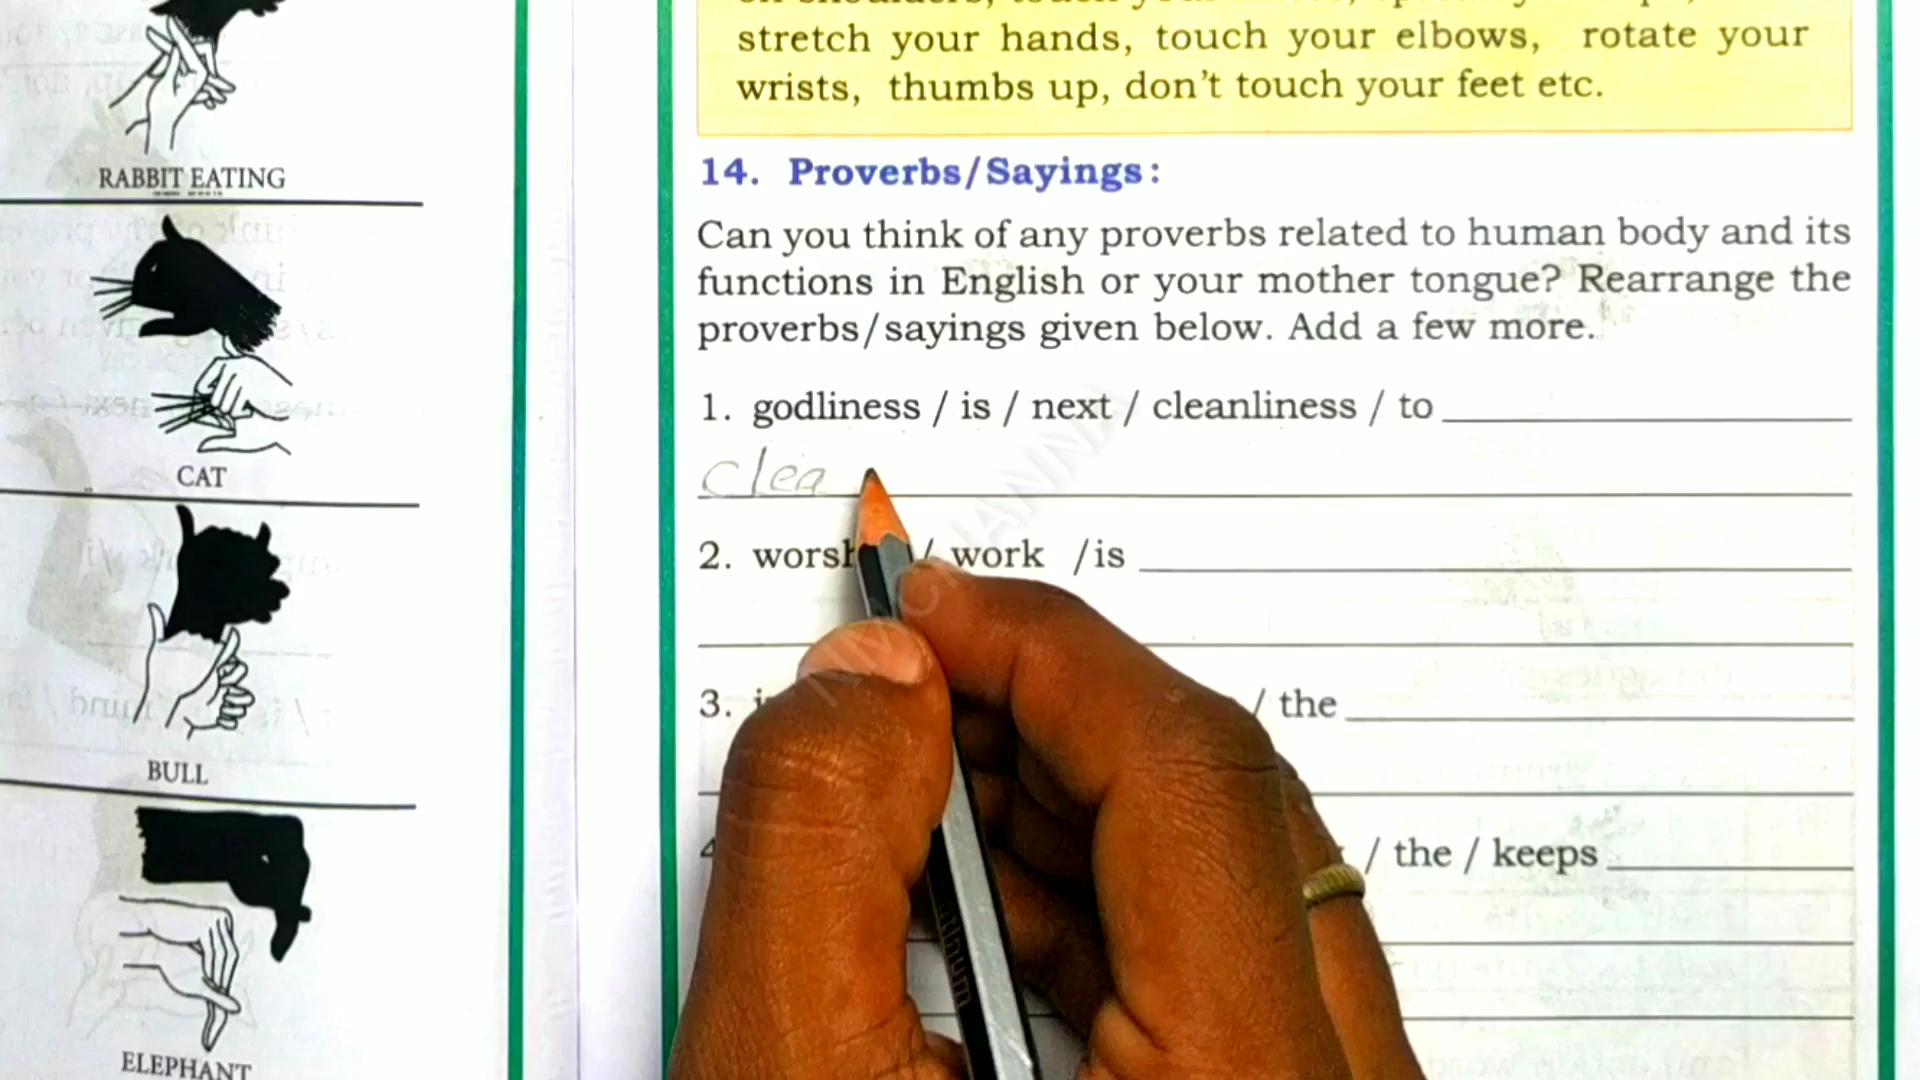 stretch your hands, touch your elbows, rotate your
wrists, thumbs up, don't touch your feet etc.
RABBIT EATING
CAT
BULL
ELEPHANT
14. Proverbs/Sayings:
Can you think of any proverbs related to human body and its
functions in English or your mother tongue? Rearrange the
proverbs/sayings given below. Add a few more.
1. godliness / is / next / cleanliness / to
clea
2. / work / is
3. / the
/ the / keeps